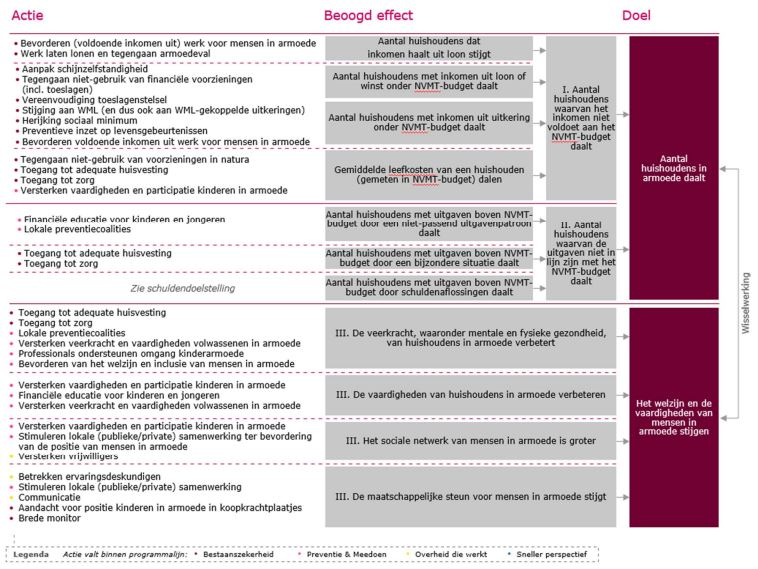 Actie
Beoogd effect
Doel
Bevorderen (voldoende inkomen uit) werk voor mensen in armoede
Werk laten lonen en tegengaan armoedeval
Aantal huishoudens dat
inkomen haalt uit loon stijgt
Aanpak schijnzelfstandigheid
Tegengaan niet-gebruik van financiële voorzieningen
(incl. toeslagen)
Vereenvoudiging toeslagenstelsel
Stijging aan WML (en dus ook aan WML-gekoppelde uitkeringen)
Herijking sociaal minimum
Preventieve inzet op levensgebeurtenissen
Bevorderen voldoende inkomen uit werk voor mensen in armoede
Aantal huishoudens met inkomen uit loon of
winst onder NVMT-budget daalt
Aantal huishoudens met inkomen uit uitkering
onder NVMT-budget daalt
Tegengaan niet-gebruik van voorzieningen in natura
Toegang tot adequate huisvesting
Toegang tot zorg
Versterken vaardigheden en participatie kinderen in armoede
Gemiddelde leefkosten van een huishouden
(gemeten in NVMT-budget) dalen
I. Aantal
huishoudens
waarvan het
inkomen niet
voldoet aan het
NVMT-budget
daalt
Financiële educatie voor kinderen en jongeren
Lokale preventiecoalities
Aantal huishoudens met uitgaven boven NVMT-
budget door een niet-passend uitgavenpatroon
daalt
Toegang tot adequate huisvesting
Toegang tot zorg
Aantal huishoudens met uitgaven boven NVMT-
budget door een bijzondere situatie daalt
Zie schuldendoelstelling
Aantal huishoudens met uitgaven boven NVMT-
budget door schuldenaflossingen daalt
II. Aantal
huishoudens
waarvan de
uitgaven niet in
lijn zijn met het
NVMT-budget
daalt
Aantal
huishoudens in
armoede daalt
Wisselwerking
Toegang tot adequate huisvesting
Toegang tot zorg
Lokale preventiecoalities
Versterken veerkracht en vaardigheden volwassenen in armoede
Professionals ondersteunen omgang kinderarmoede
Bevorderen van het welzijn en inclusie van mensen in armoede
III. De veerkracht, waaronder mentale en fysieke gezondheid,
van huishoudens in armoede verbetert
Versterken vaardigheden en participatie kinderen in armoede
Financiële educatie voor kinderen en jongeren
Versterken veerkracht en vaardigheden volwassenen in armoede
III. De vaardigheden van huishoudens in armoede verbeteren
Versterken vaardigheden en participatie kinderen in armoede
Stimuleren lokale (publieke/private) samenwerking ter bevordering
van de positie van mensen in armoede
Versterken vrijwilligers
III. Het sociale netwerk van mensen in armoede is groter
Betrekken ervaringsdeskundigen
Stimuleren lokale (publieke/private) samenwerking
Communicatie
Aandacht voor positie kinderen in armoede in koopkrachtplaatjes
Brede monitor
III. De maatschappelijke steun voor mensen in armoede stijgt
Het welzijn en de
vaardigheden van
mensen in
armoede stijgen
Legenda Actie valt binnen programmalijn: Bestaanszekerheid Preventie & Meedoen Overheid die werkt Sneller perspectief